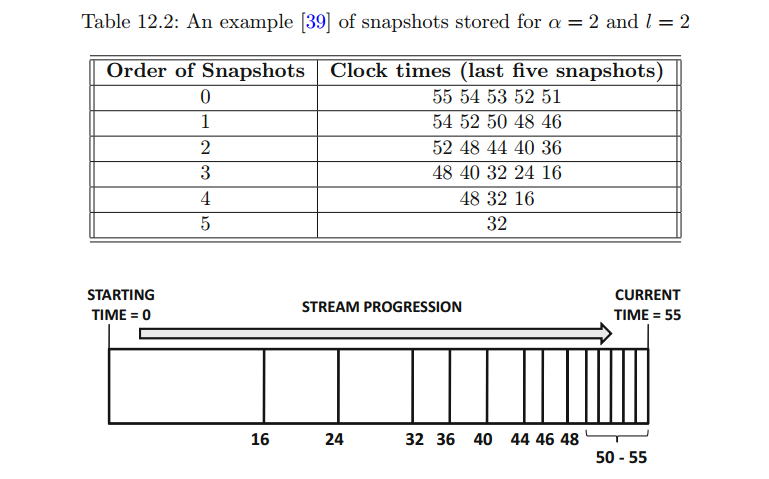 Table 12.2: An example [39] of snapshots stored for α = 2 and l = 2
Order of Snapshots Clock times (last five snapshots)
0 55 54 53 52 51
1 54 52 50 48 46
2 52 48 44 40 36
3 48 40 32 24 16
4 48 32 16
5 32
STARTING
TIME = 0
STREAM PROGRESSION
CURRENT
TIME = 55
16 24 32 36 40 44 46 48
50 - 55